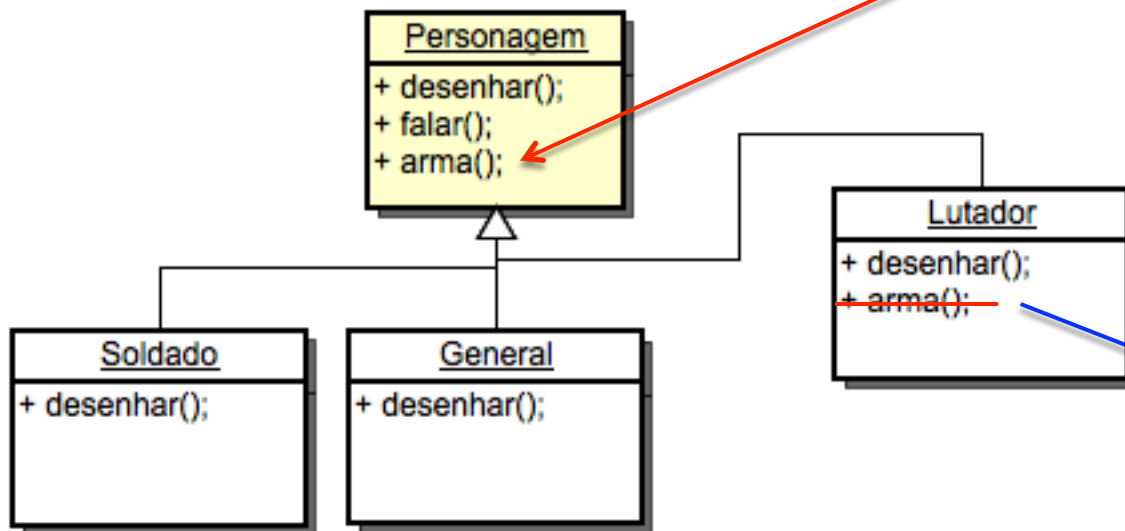 Personagem
+ desenhar();
+ falar();
+ arma();
Lutador
+ desenhar();
+ arma();
Soldado
+ desenhar();
General
+ desenhar();